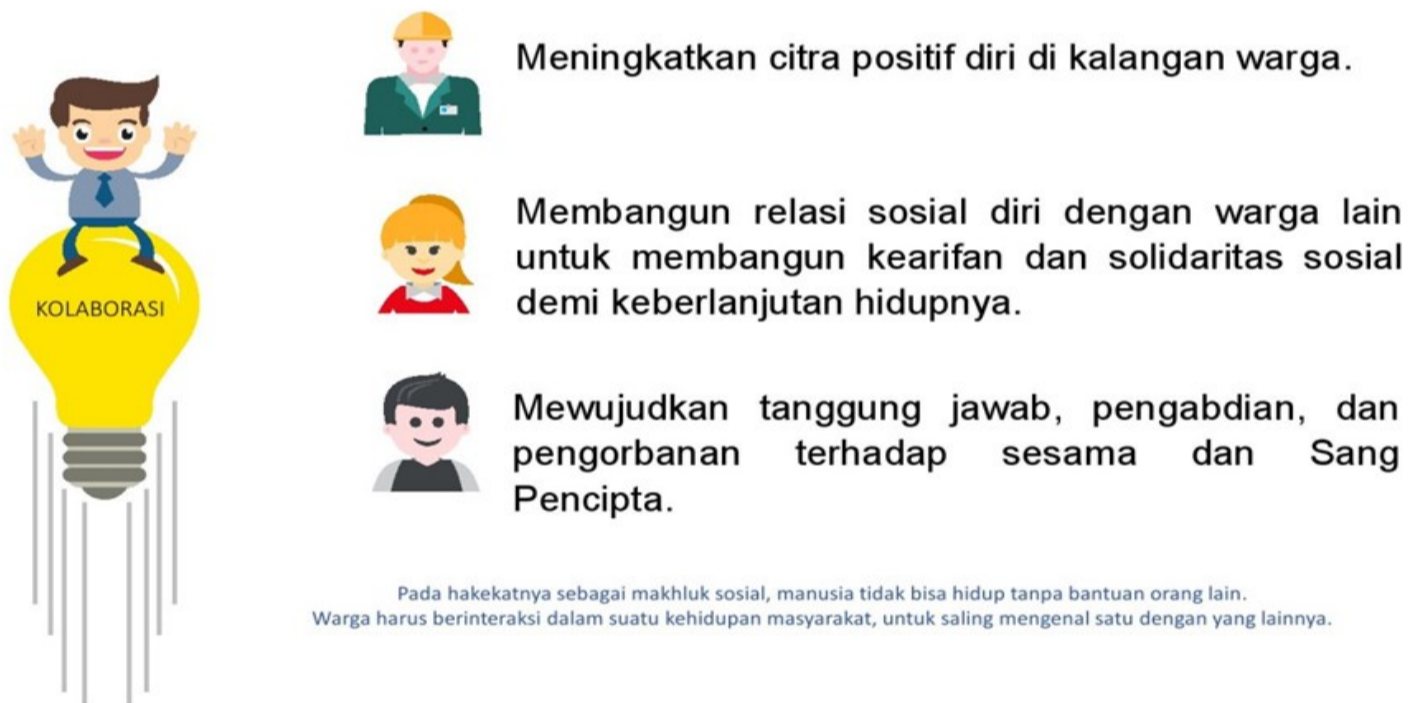 KOLABORASI
Meningkatkan citra positif diri di kalangan warga.
Membangun relasi sosial diri dengan warga lain
untuk membangun kearifan dan solidaritas sosial
demi keberlanjutan hidupnya.
Mewujudkan tanggung jawab, pengabdian, dan
pengorbanan terhadap sesama dan Sang
Pencipta.
Pada hakekatnya sebagai makhluk sosial, manusia tidak bisa hidup tanpa bantuan orang lain.
Warga harus berinteraksi dalam suatu kehidupan masyarakat, untuk saling mengenal satu dengan yang lainnya.